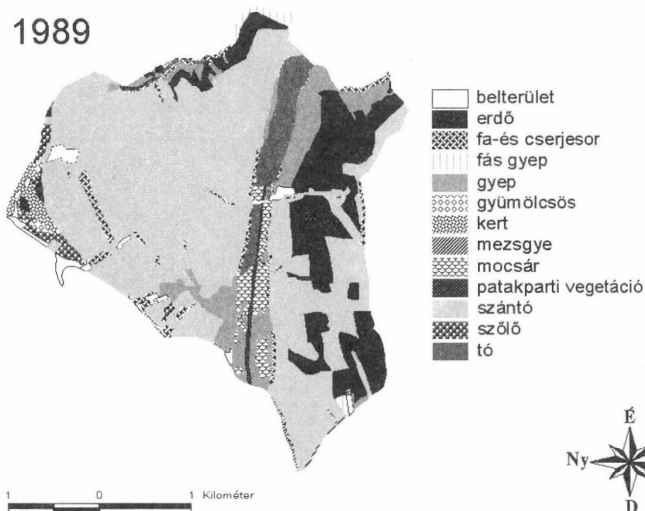 1989
belterület
erdő
fa-és cserjesor
fás gyep
gyep
gyümölcsös
kert
mezsgye
mocsár
patakparti vegetáció
szántó
szőlő
tó
É
Ny
D
1 0 1 Kilométer